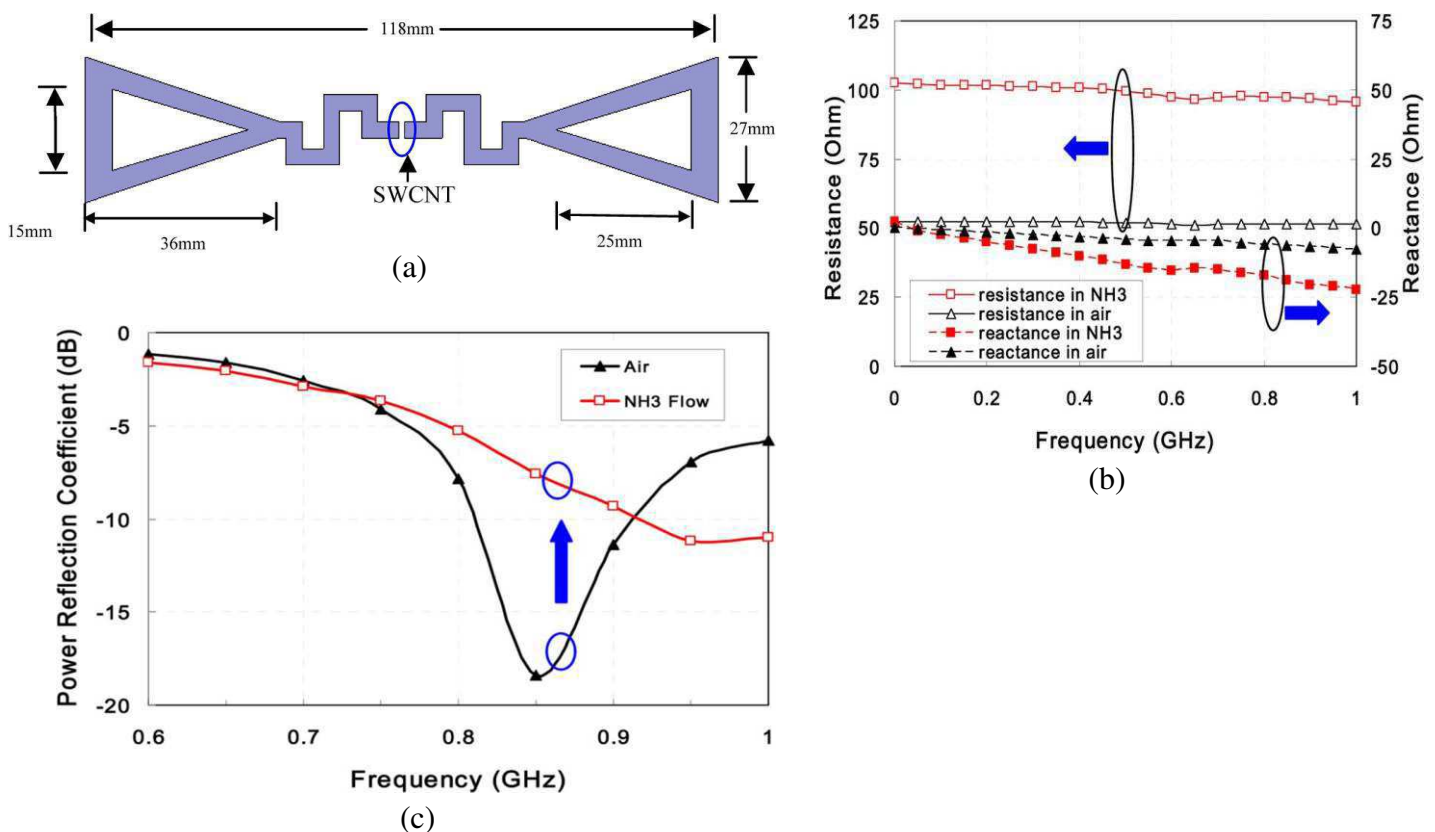 118mm
27mm
SWCNT
15mm
36mm
25mm
(a)
125
100
75
50
25
0
Resistance (Ohm)
75
50
25
0
-25
-50
Reactance (Ohm)
resistance in NH3
resistance in air
reactance in NH3
reactance in air
0
0.2
0.4
0.6
0.8
1
Frequency (GHz)
(b)
0
-5
-10
-15
-20
Power Reflection Coefficient (dB)
Air
NH3 Flow
0.6
0.7
0.8
0.9
1
Frequency (GHz)
(c)